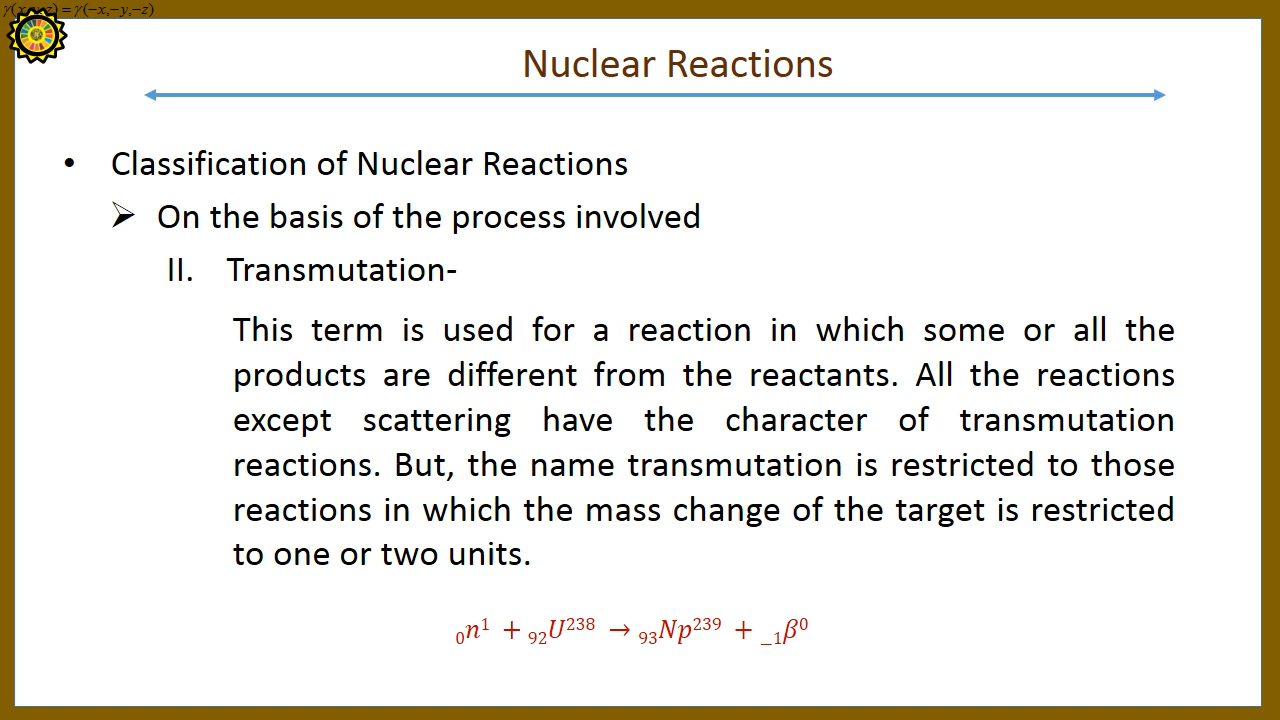 γ(x,y,z) = γ(−x,−y,−z)
Nuclear Reactions
• Classification of Nuclear Reactions
➢ On the basis of the process involved
II. Transmutation-
This term is used for a reaction in which some or all the
products are different from the reactants. All the reactions
except scattering have the character of transmutation
reactions. But, the name transmutation is restricted to those
reactions in which the mass change of the target is restricted
to one or two units.
₀n¹ + ₉₂U²³⁸ → ₉₃Np²³⁹ + ₋₁β⁰